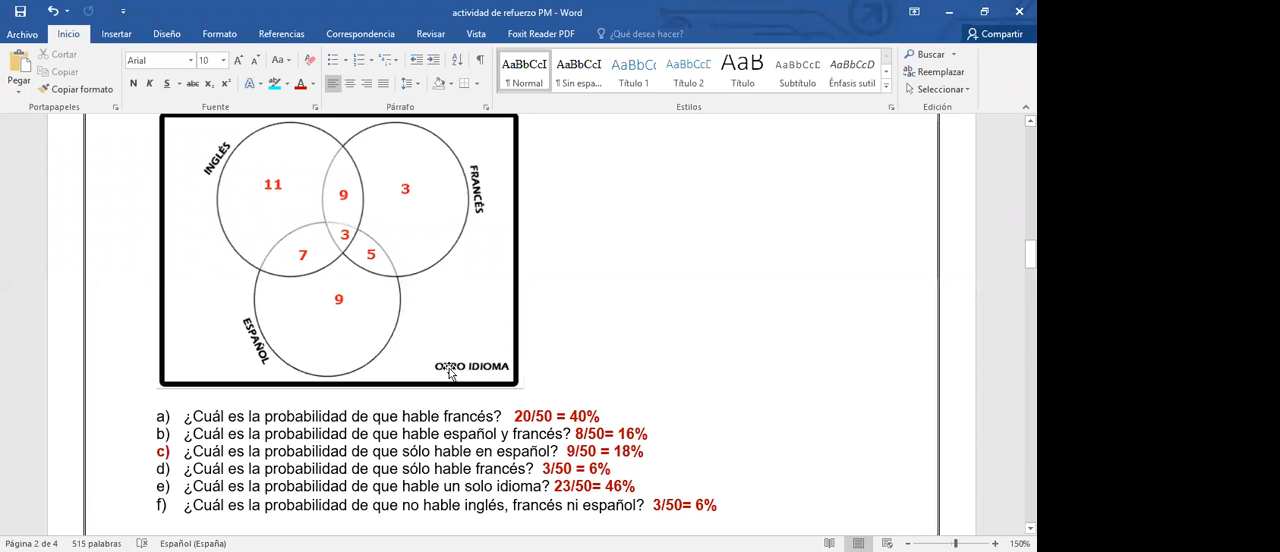 actividad de refuerzo PM - Word
Archivo Inicio Insertar Diseño Formato Referencias Correspondencia Revisar Vista Foxit Reader PDF ¿Qué desea hacer? Compartir
Pegar
Cortar
Copiar
Copiar formato
Portapapeles
Arial 10
Fuente
Párrafo
AaBbCcI AaBbCcI AaBbCc AaBbCcD AaB AaBbCcD AaBbCcD
¶ Normal ¶ Sin espa... Título 1 Título 2 Título Subtítulo Énfasis sutil
Estilos
Buscar
Reemplazar
Seleccionar
Edición
INGLÉS
FRANCÉS
11
9
3
3
7
5
9
ESPAÑOL
IDIOMA
a) ¿Cuál es la probabilidad de que hable francés? 20/50 = 40%
b) ¿Cuál es la probabilidad de que hable español y francés? 8/50= 16%
c) ¿Cuál es la probabilidad de que sólo hable en español? 9/50 = 18%
d) ¿Cuál es la probabilidad de que sólo hable francés? 3/50 = 6%
e) ¿Cuál es la probabilidad de que hable un solo idioma? 23/50= 46%
f) ¿Cuál es la probabilidad de que no hable inglés, francés ni español? 3/50= 6%
Página 2 de 4 515 palabras Español (España) 150%